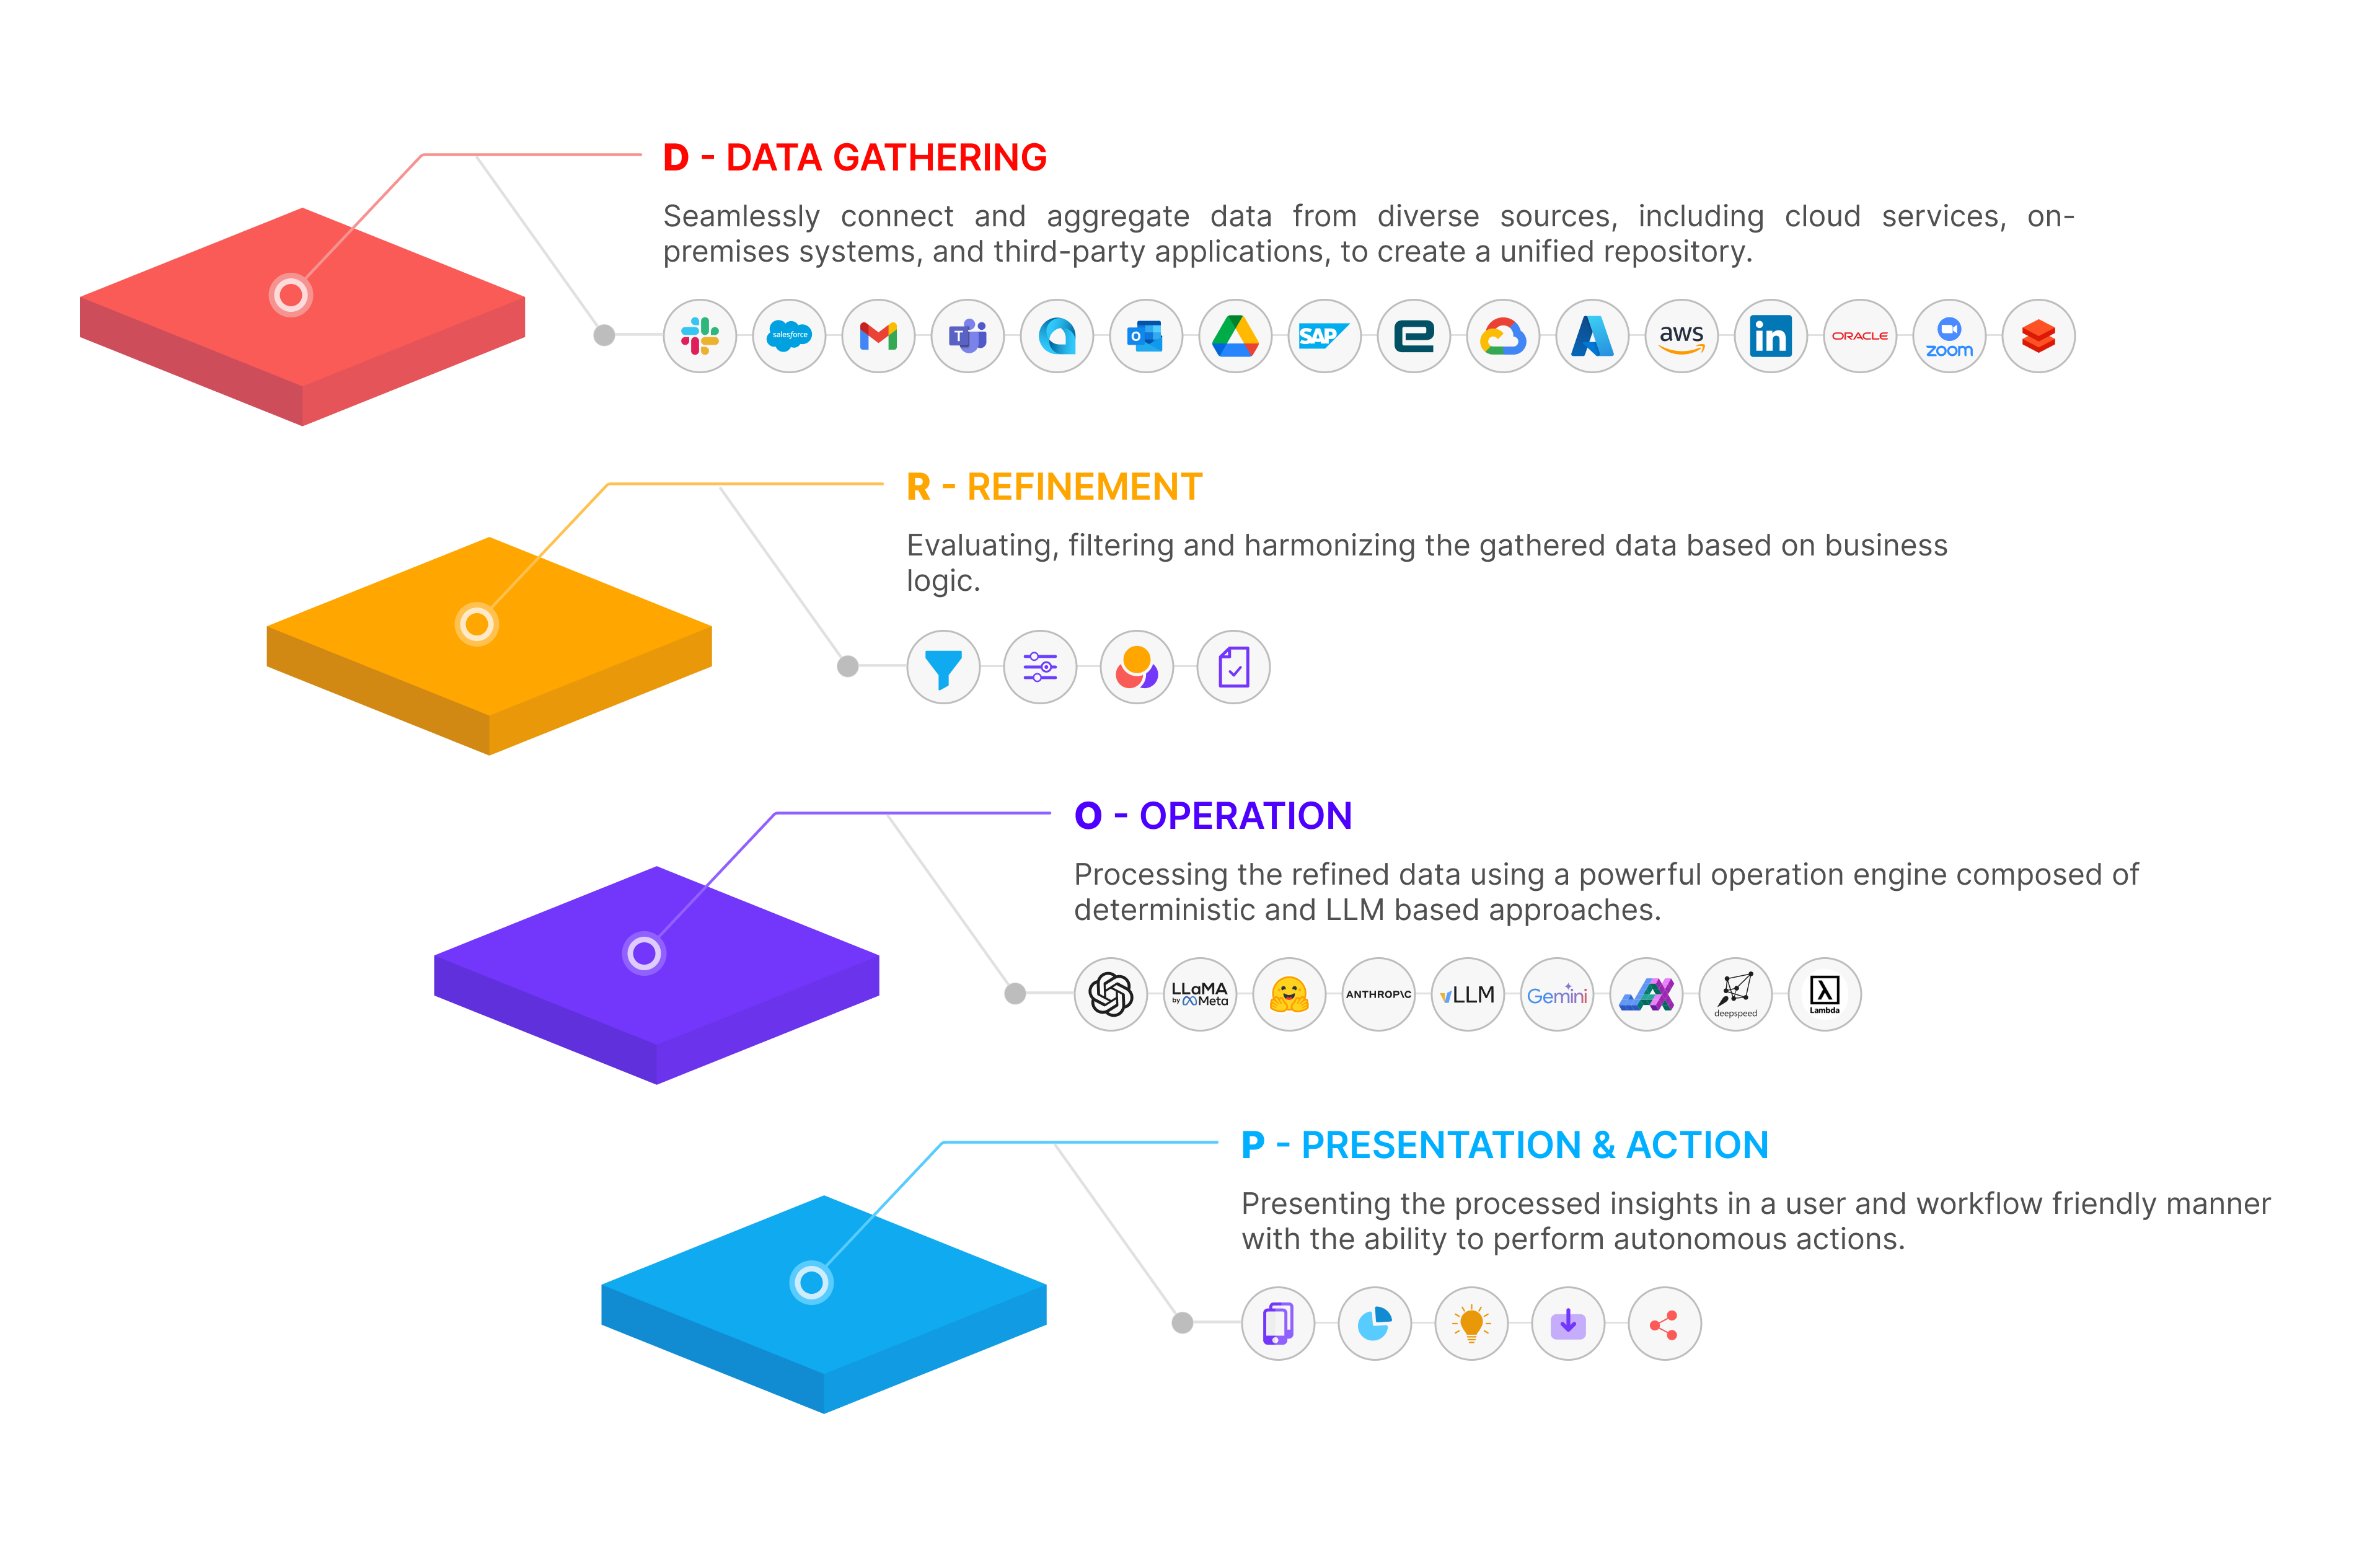 D - DATA GATHERING
Seamlessly connect and aggregate data from diverse sources, including cloud services, on-
premises systems, and third-party applications, to create a unified repository.
salesforce
T
O
SAP
aws
in
ORACLE
zoom
R - REFINEMENT
Evaluating, filtering and harmonizing the gathered data based on business
logic.
O - OPERATION
Processing the refined data using a powerful operation engine composed of
deterministic and LLM based approaches.
LLaMA
by Meta
ANTHROP\C
vLLM
Gemini
JAX
deepspeed
λ
Lambda
P - PRESENTATION & ACTION
Presenting the processed insights in a user and workflow friendly manner
with the ability to perform autonomous actions.